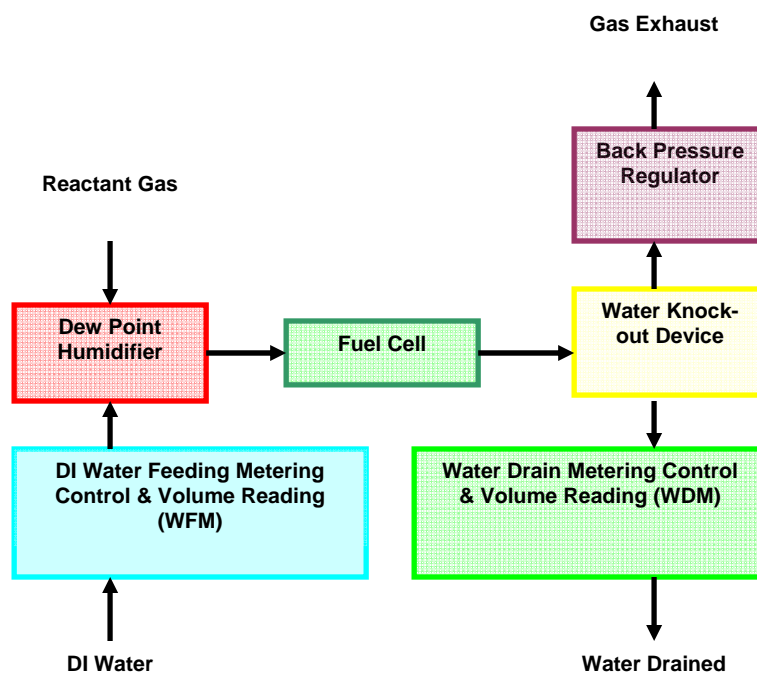 Gas Exhaust
Back Pressure
Regulator
Reactant Gas
Dew Point
Humidifier
Fuel Cell
Water Knock-
out Device
DI Water Feeding Metering
Control & Volume Reading
(WFM)
Water Drain Metering Control
& Volume Reading (WDM)
DI Water
Water Drained